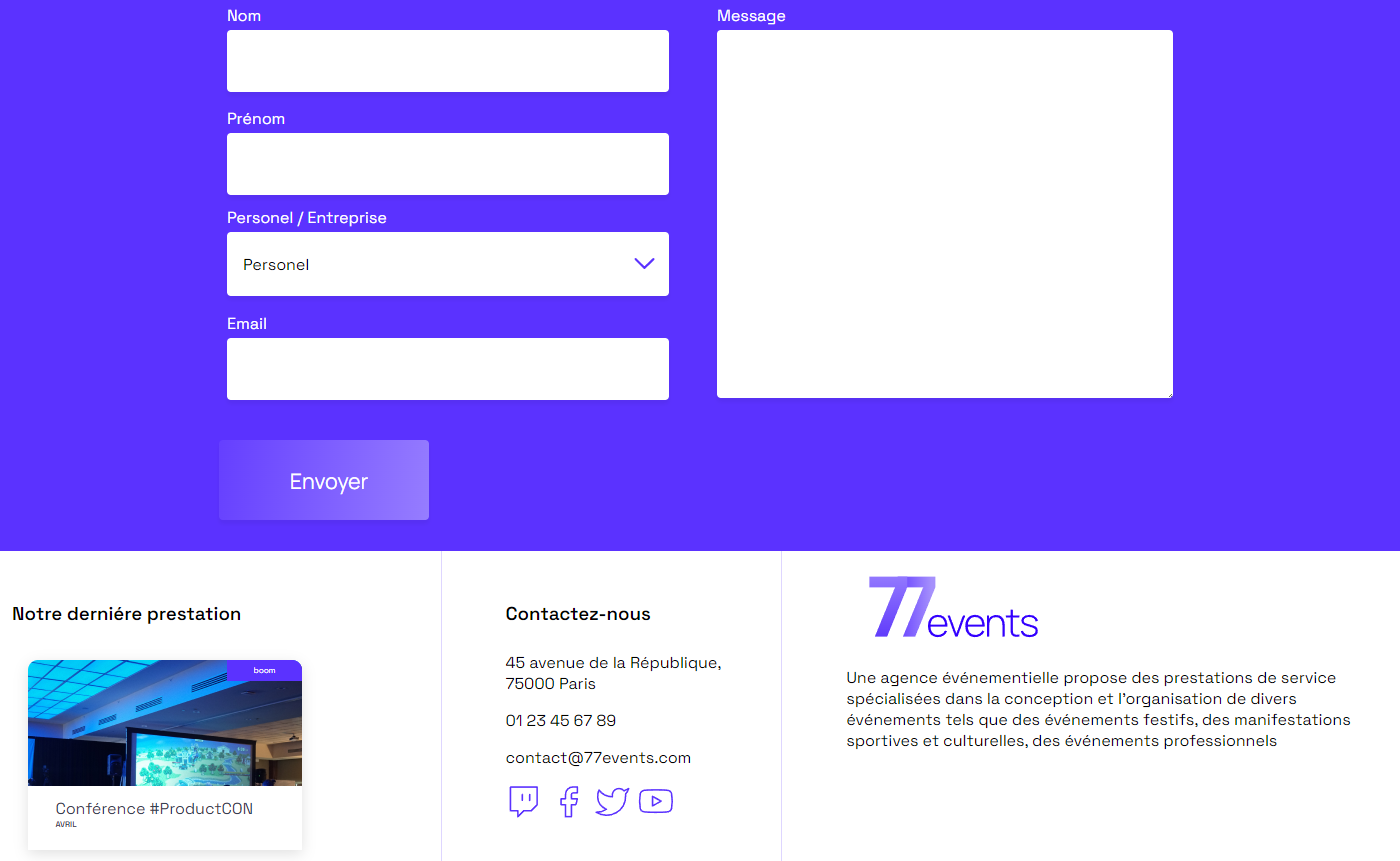 Nom
Prénom
Personel / Entreprise
Personel
Email
Message
Envoyer
Notre derniére prestation
boom
Conférence #ProductCON
AVRIL
Contactez-nous
45 avenue de la République,
75000 Paris
01 23 45 67 89
contact@77events.com
77events
Une agence événementielle propose des prestations de service
spécialisées dans la conception et l'organisation de divers
événements tels que des événements festifs, des manifestations
sportives et culturelles, des événements professionnels